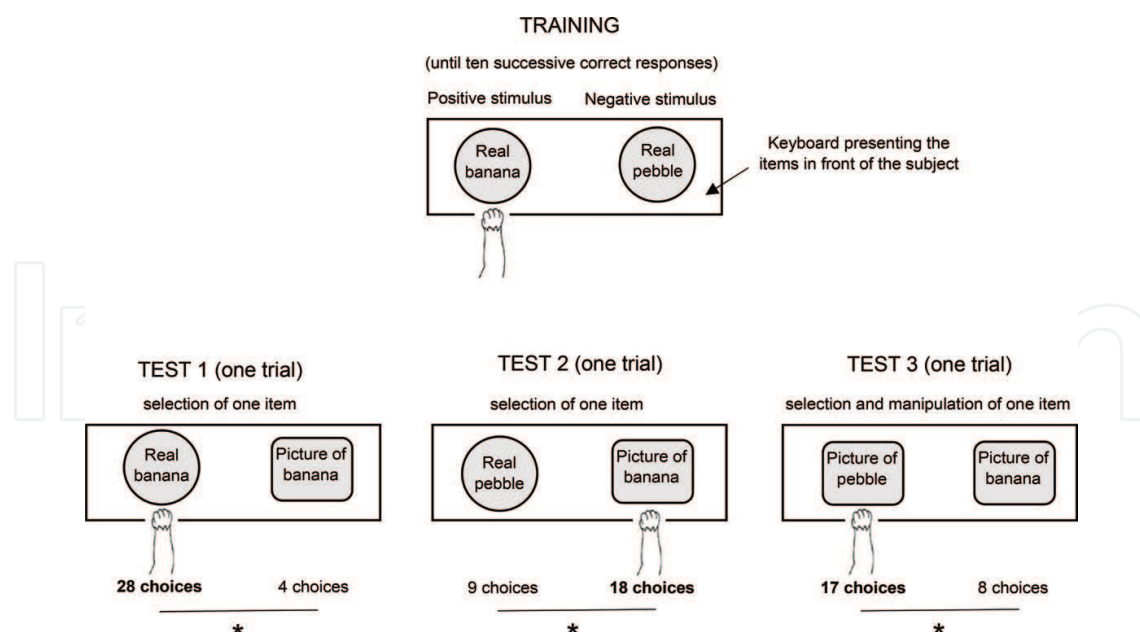 TRAINING
(until ten successive correct responses)
Positive stimulus Negative stimulus
Real
banana
Real
pebble
Keyboard presenting the
items in front of the subject
TEST 1 (one trial)
selection of one item
Real
banana
Picture of
banana
28 choices 4 choices
*
TEST 2 (one trial)
selection of one item
Real
pebble
Picture of
banana
9 choices 18 choices
*
TEST 3 (one trial)
selection and manipulation of one item
Picture of
pebble
Picture of
banana
17 choices 8 choices
*